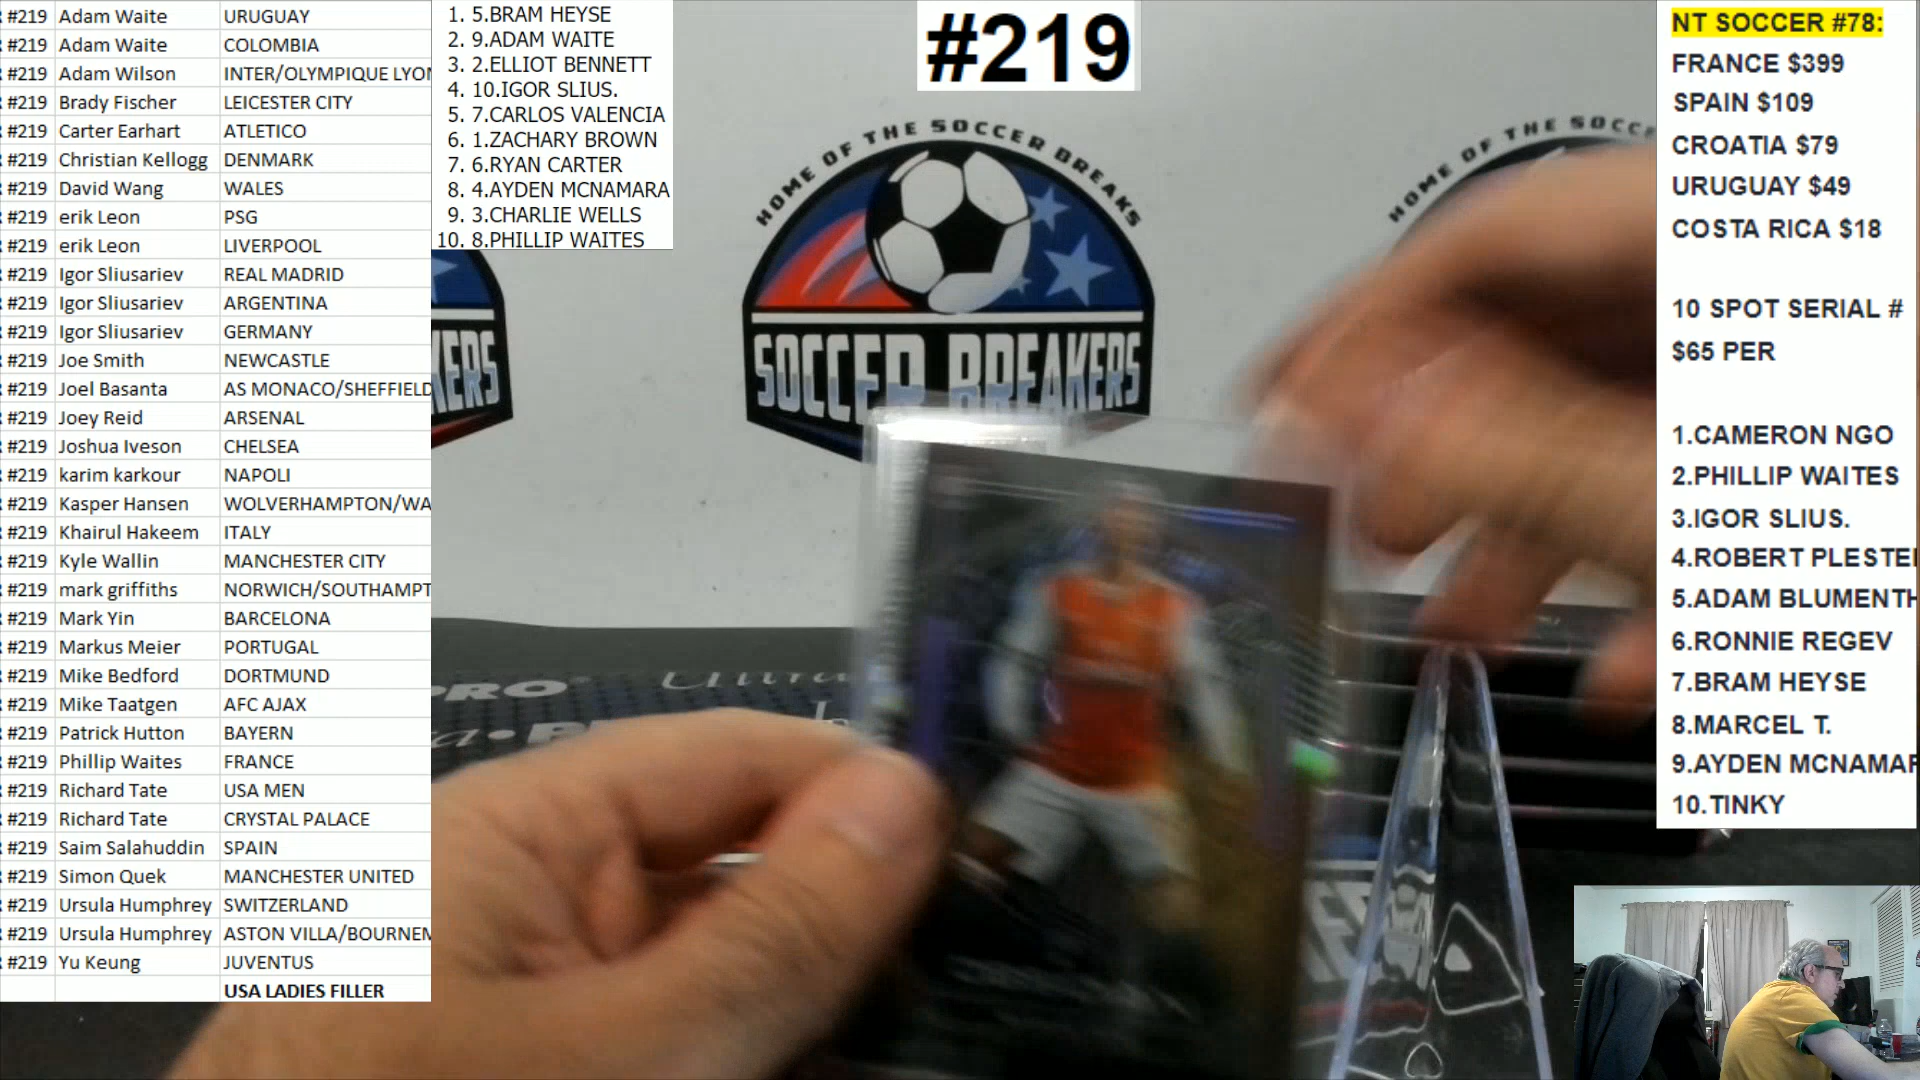 #219 Adam Waite URUGUAY
#219 Adam Waite COLOMBIA
#219 Adam Wilson INTER/OLYMPIQUE LYO
#219 Brady Fischer LEICESTER CITY
#219 Carter Earhart ATLETICO
#219 Christian Kellogg DENMARK
#219 David Wang WALES
#219 erik Leon PSG
#219 erik Leon LIVERPOOL
#219 Igor Sliusariev REAL MADRID
#219 Igor Sliusariev ARGENTINA
#219 Igor Sliusariev GERMANY
#219 Joe Smith NEWCASTLE
#219 Joel Basanta AS MONACO/SHEFFIELD
#219 Joey Reid ARSENAL
#219 Joshua Iveson CHELSEA
#219 karim karkour NAPOLI
#219 Kasper Hansen WOLVERHAMPTON/WA
#219 Khairul Hakeem ITALY
#219 Kyle Wallin MANCHESTER CITY
#219 mark griffiths NORWICH/SOUTHAMPT
#219 Mark Yin BARCELONA
#219 Markus Meier PORTUGAL
#219 Mike Bedford DORTMUND
#219 Mike Taatgen AFC AJAX
#219 Patrick Hutton BAYERN
#219 Phillip Waites FRANCE
#219 Richard Tate USA MEN
#219 Richard Tate CRYSTAL PALACE
#219 Saim Salahuddin SPAIN
#219 Simon Quek MANCHESTER UNITED
#219 Ursula Humphrey SWITZERLAND
#219 Ursula Humphrey ASTON VILLA/BOURNEM
#219 Yu Keung JUVENTUS
USA LADIES FILLER
1. 5.BRAM HEYSE
2. 9.ADAM WAITE
3. 2.ELLIOT BENNETT
4. 10.IGOR SLIUS.
5. 7.CARLOS VALENCIA
6. 1.ZACHARY BROWN
7. 6.RYAN CARTER
8. 4.AYDEN MCNAMARA
9. 3.CHARLIE WELLS
10. 8.PHILLIP WAITES
#219
HOME OF THE SOCCER BREAKS
SOCCER BREAKERS
HOME OF THE SOCCE
KERS
PRO
NT SOCCER #78:
FRANCE $399
SPAIN $109
CROATIA $79
URUGUAY $49
COSTA RICA $18
10 SPOT SERIAL #
$65 PER
1.CAMERON NGO
2.PHILLIP WAITES
3.IGOR SLIUS.
4.ROBERT PLESTE
5.ADAM BLUMENTH
6.RONNIE REGEV
7.BRAM HEYSE
8.MARCEL T.
9.AYDEN MCNAMAR
10.TINKY